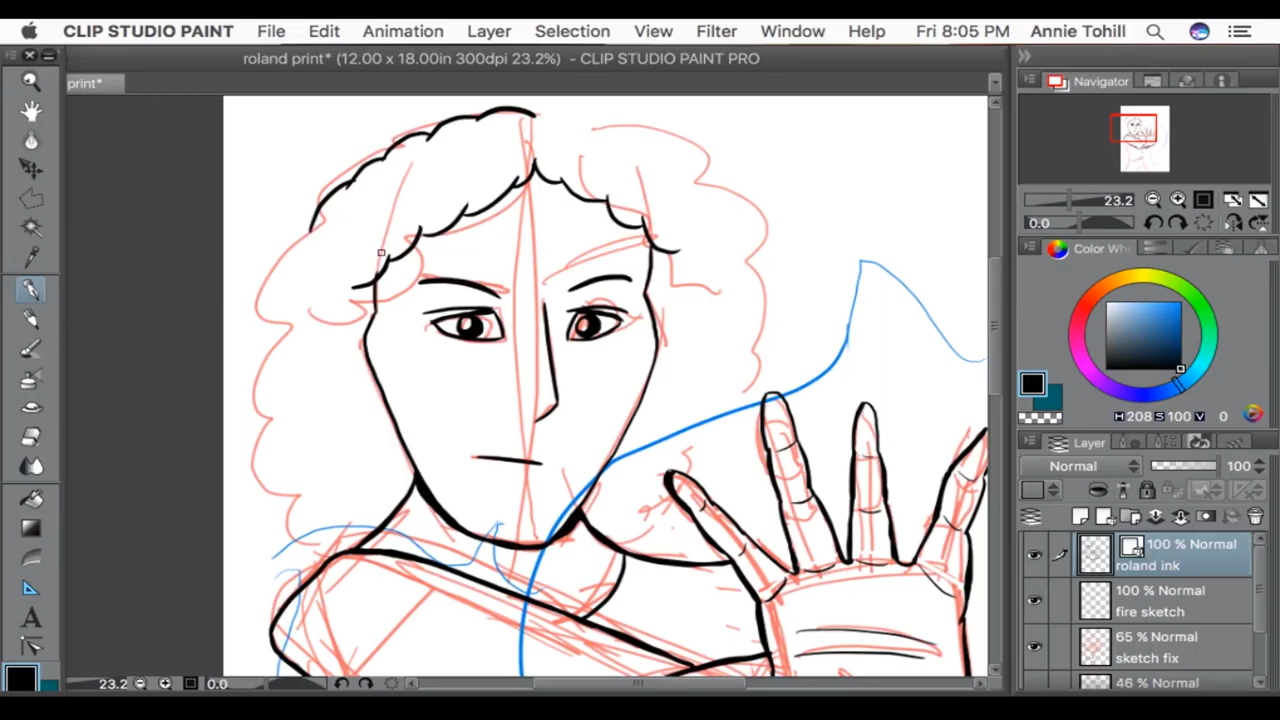 CLIP STUDIO PAINT File Edit Animation Layer Selection View Filter Window Help Fri 8:05 PM Annie Tohill
roland print* (12.00 x 18.00in 300dpi 23.2%) - CLIP STUDIO PAINT PRO
print*
Navigator
23.2
0.0
Color Whe
H 208 S 100 V 0
Layer
Normal 100
100 % Normal
roland ink
100 % Normal
fire sketch
65 % Normal
sketch fix
46 % Normal
23.2 0.0